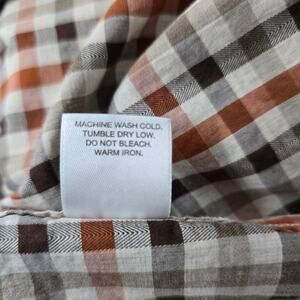 MACHINE WASH COLD.
TUMBLE DRY LOW.
DO NOT BLEACH.
WARM IRON.